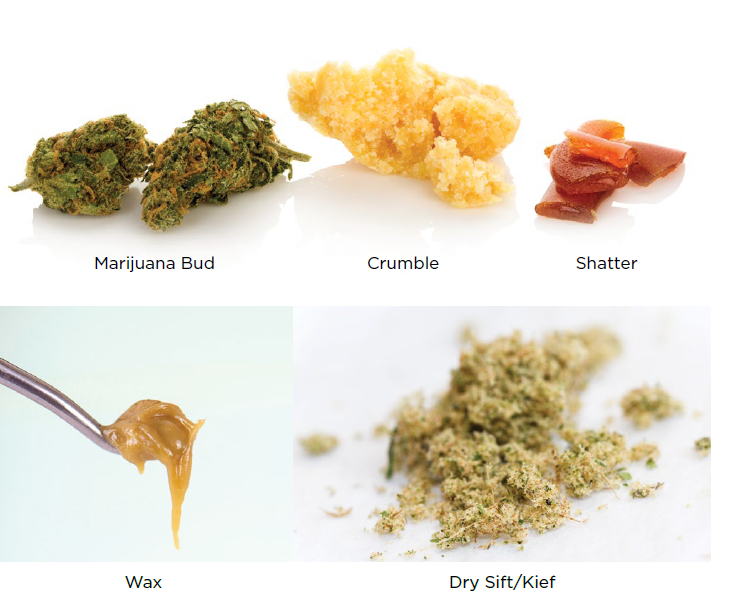 Marijuana Bud
Crumble
Shatter
Wax
Dry Sift/Kief